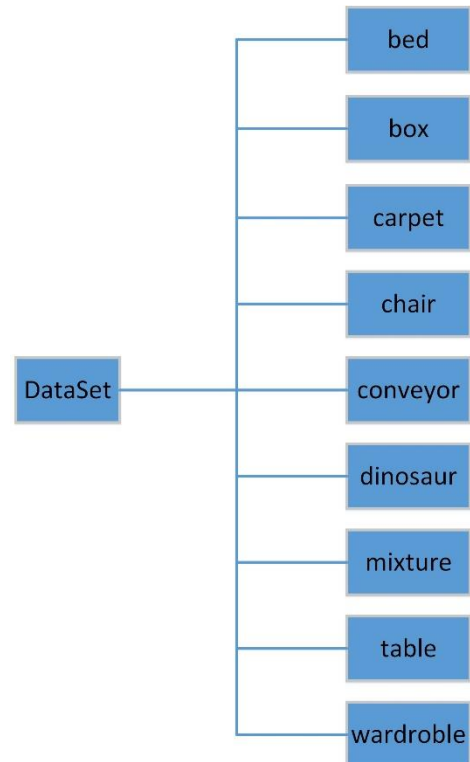 bed
box
carpet
chair
DataSet
conveyor
dinosaur
mixture
table
wardroble